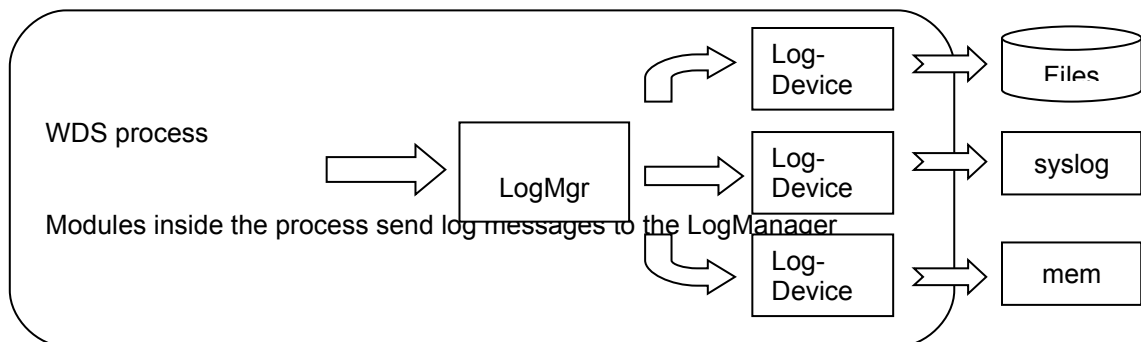 Log-
Device
Files
WDS process
LogMgr
Log-
Device
syslog
Modules inside the process send log messages to the LogManager
Log-
Device
mem